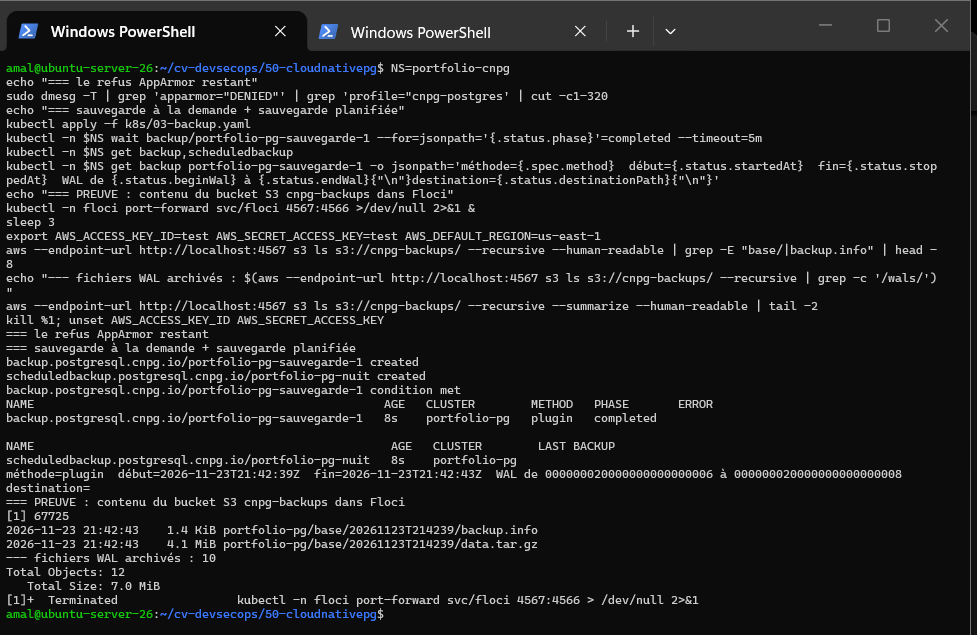 Windows PowerShell
Windows PowerShell
amal@ubuntu-server-26:~/cv-devsecops/50-cloudnativepg$ NS=portfolio-cnpg
echo "=== le refus AppArmor restant"
sudo dmesg -T | grep 'apparmor="DENIED"' | grep 'profile="cnpg-postgres' | cut -c1-320
echo "=== sauvegarde à la demande + sauvegarde planifiée"
kubectl apply -f k8s/03-backup.yaml
kubectl -n $NS wait backup/portfolio-pg-sauvegarde-1 --for=jsonpath='{.status.phase}'=completed --timeout=5m
kubectl -n $NS get backup,scheduledbackup
kubectl -n $NS get backup portfolio-pg-sauvegarde-1 -o jsonpath='méthode={.spec.method}  début={.status.startedAt}  fin={.status.stop
pedAt}  WAL de {.status.beginWal} à {.status.endWal}{"\n"}destination={.status.destinationPath}{"\n"}'
echo "=== PREUVE : contenu du bucket S3 cnpg-backups dans Floci"
kubectl -n floci port-forward svc/floci 4567:4566 >/dev/null 2>&1 &
sleep 3
export AWS_ACCESS_KEY_ID=test AWS_SECRET_ACCESS_KEY=test AWS_DEFAULT_REGION=us-east-1
aws --endpoint-url http://localhost:4567 s3 ls s3://cnpg-backups/ --recursive --human-readable | grep -E "base/|backup.info" | head -
8
echo "--- fichiers WAL archivés : $(aws --endpoint-url http://localhost:4567 s3 ls s3://cnpg-backups/ --recursive | grep -c '/wals/')
"
aws --endpoint-url http://localhost:4567 s3 ls s3://cnpg-backups/ --recursive --summarize --human-readable | tail -2
kill %1; unset AWS_ACCESS_KEY_ID AWS_SECRET_ACCESS_KEY
=== le refus AppArmor restant
=== sauvegarde à la demande + sauvegarde planifiée
backup.postgresql.cnpg.io/portfolio-pg-sauvegarde-1 created
scheduledbackup.postgresql.cnpg.io/portfolio-pg-nuit created
backup.postgresql.cnpg.io/portfolio-pg-sauvegarde-1 condition met
NAME                                                  AGE   CLUSTER        METHOD   PHASE       ERROR
backup.postgresql.cnpg.io/portfolio-pg-sauvegarde-1   8s    portfolio-pg   plugin   completed

NAME                                                   AGE   CLUSTER        LAST BACKUP
scheduledbackup.postgresql.cnpg.io/portfolio-pg-nuit   8s    portfolio-pg
méthode=plugin  début=2026-11-23T21:42:39Z  fin=2026-11-23T21:42:43Z  WAL de 000000020000000000000006 à 000000020000000000000008
destination=
=== PREUVE : contenu du bucket S3 cnpg-backups dans Floci
[1] 67725
2026-11-23 21:42:43    1.4 KiB portfolio-pg/base/20261123T214239/backup.info
2026-11-23 21:42:43    4.1 MiB portfolio-pg/base/20261123T214239/data.tar.gz
--- fichiers WAL archivés : 10
Total Objects: 12
   Total Size: 7.0 MiB
[1]+  Terminated              kubectl -n floci port-forward svc/floci 4567:4566 > /dev/null 2>&1
amal@ubuntu-server-26:~/cv-devsecops/50-cloudnativepg$